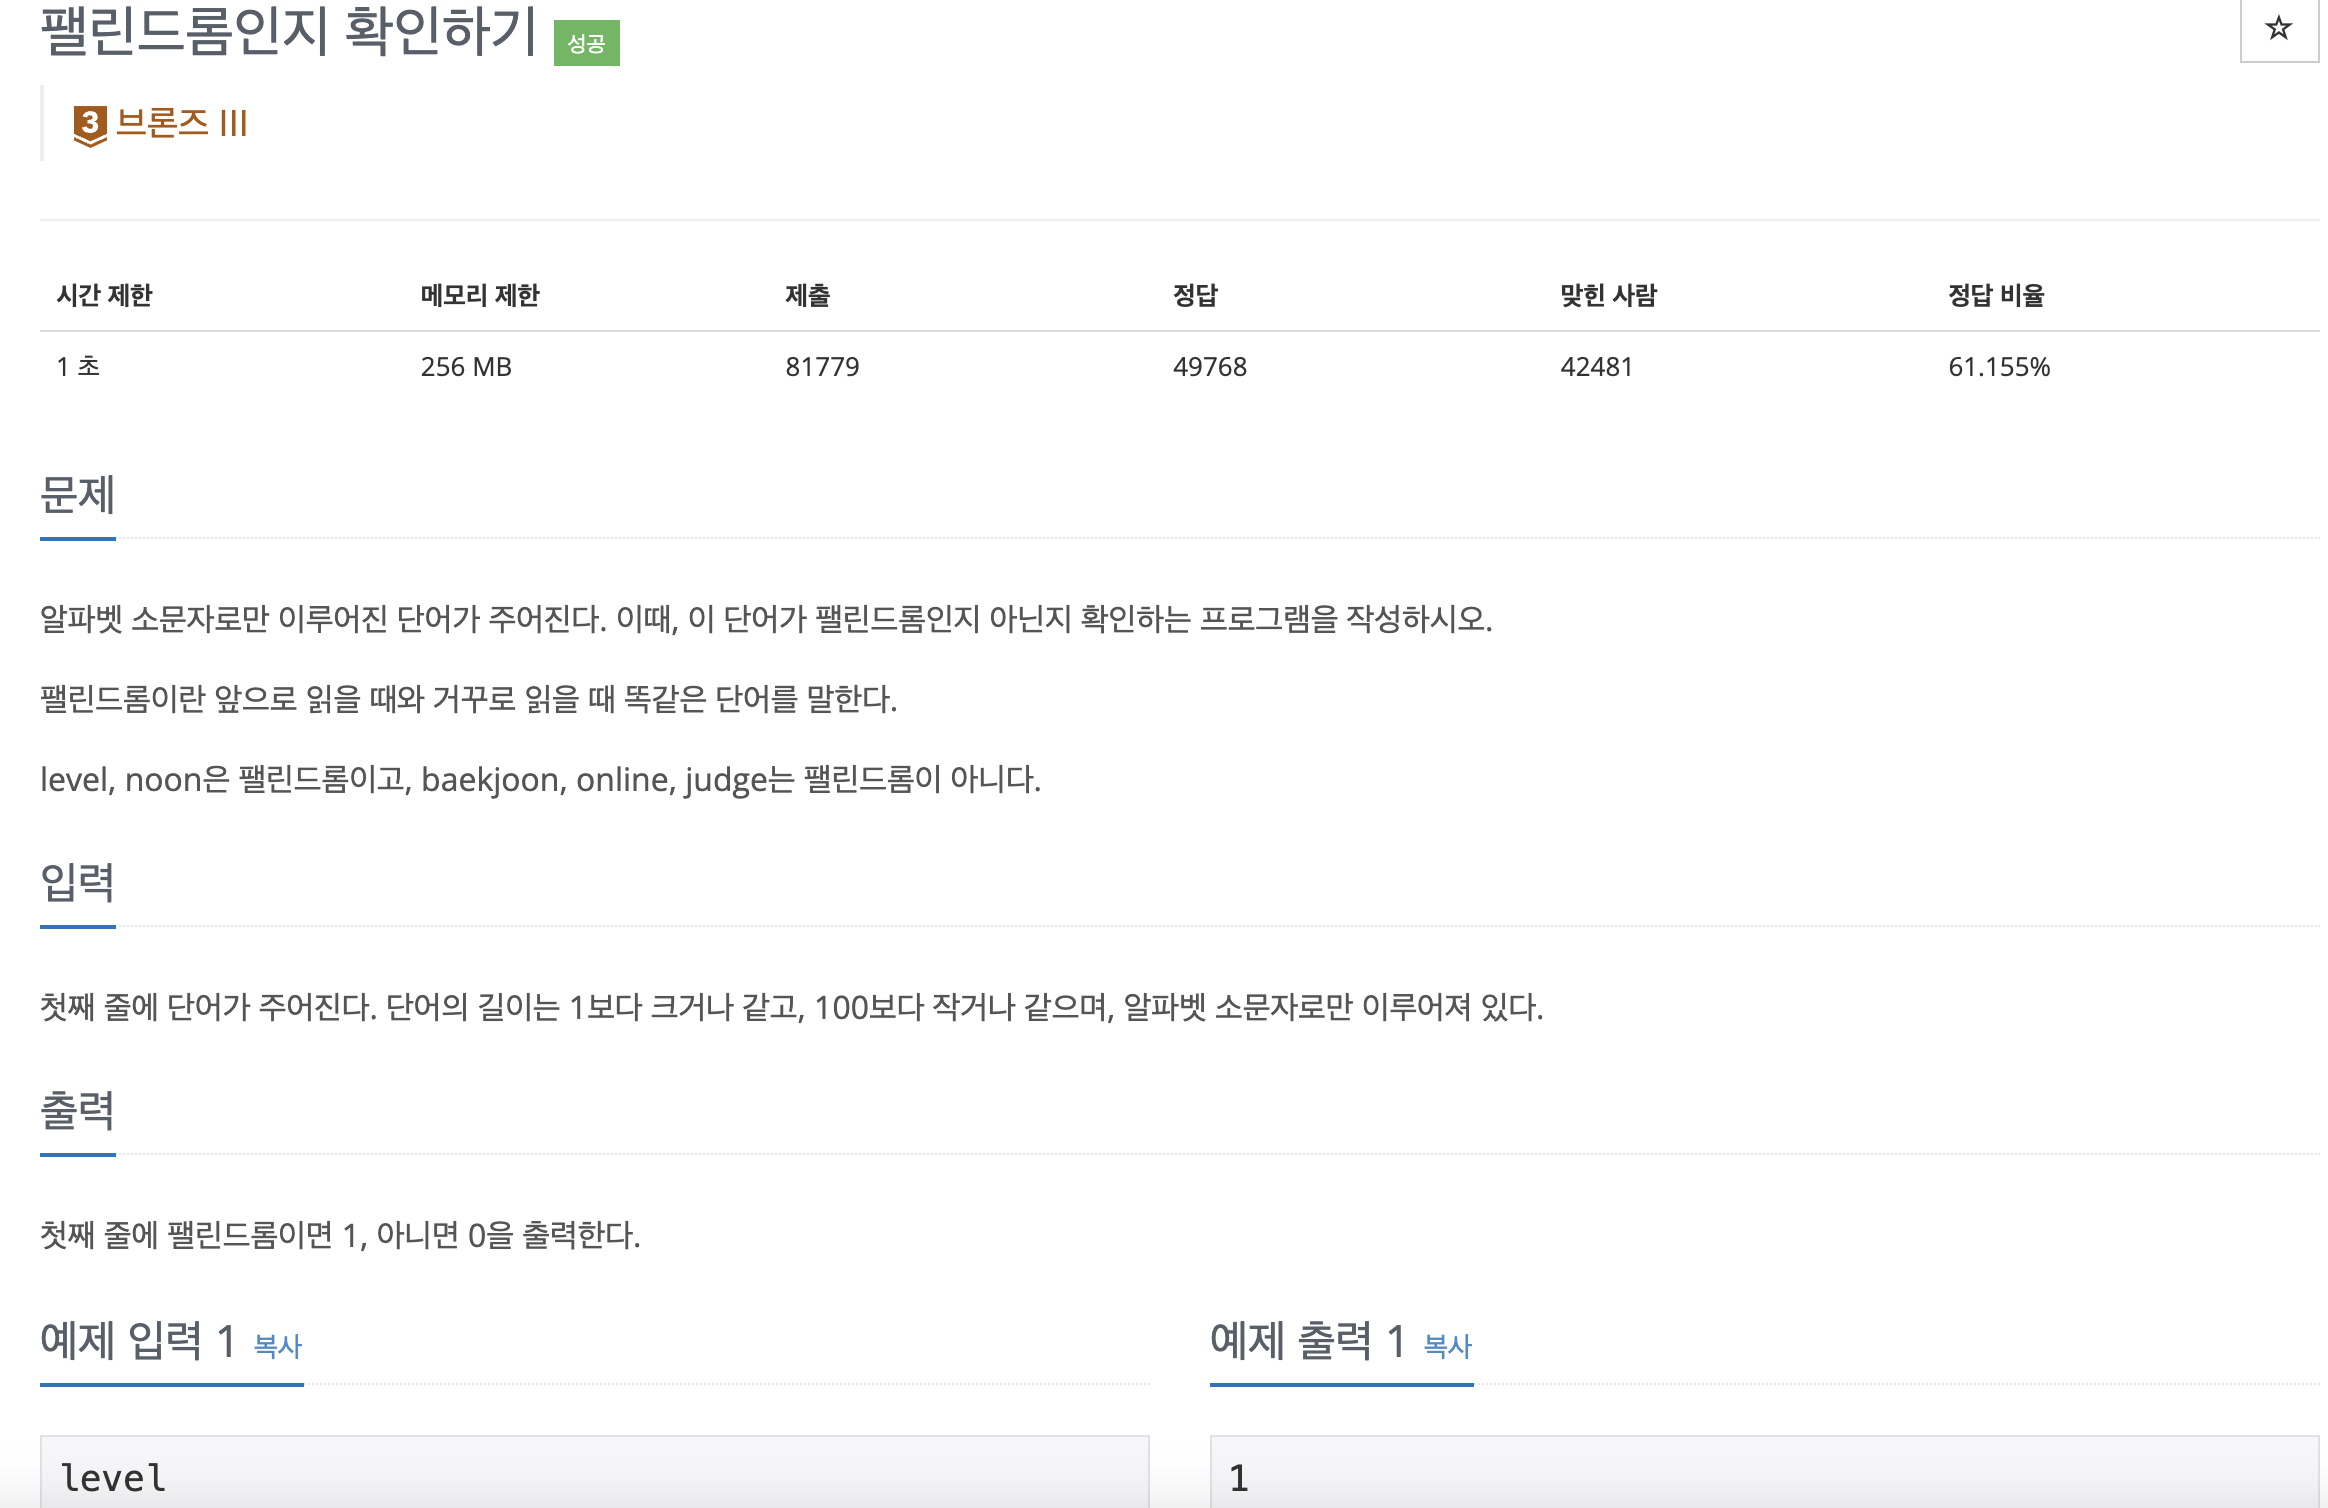 팰린드롬인지 확인하기 성공
3 브론즈 III
시간 제한 메모리 제한 제출 정답 맞힌 사람 정답 비율
1 초 256 MB 81779 49768 42481 61.155%
문제
알파벳 소문자로만 이루어진 단어가 주어진다. 이때, 이 단어가 팰린드롬인지 아닌지 확인하는 프로그램을 작성하시오.
팰린드롬이란 앞으로 읽을 때와 거꾸로 읽을 때 똑같은 단어를 말한다.
level, noon은 팰린드롬이고, baekjoon, online, judge는 팰린드롬이 아니다.
입력
첫째 줄에 단어가 주어진다. 단어의 길이는 1보다 크거나 같고, 100보다 작거나 같으며, 알파벳 소문자로만 이루어져 있다.
출력
첫째 줄에 팰린드롬이면 1, 아니면 0을 출력한다.
예제 입력 1 복사
level
예제 출력 1 복사
1